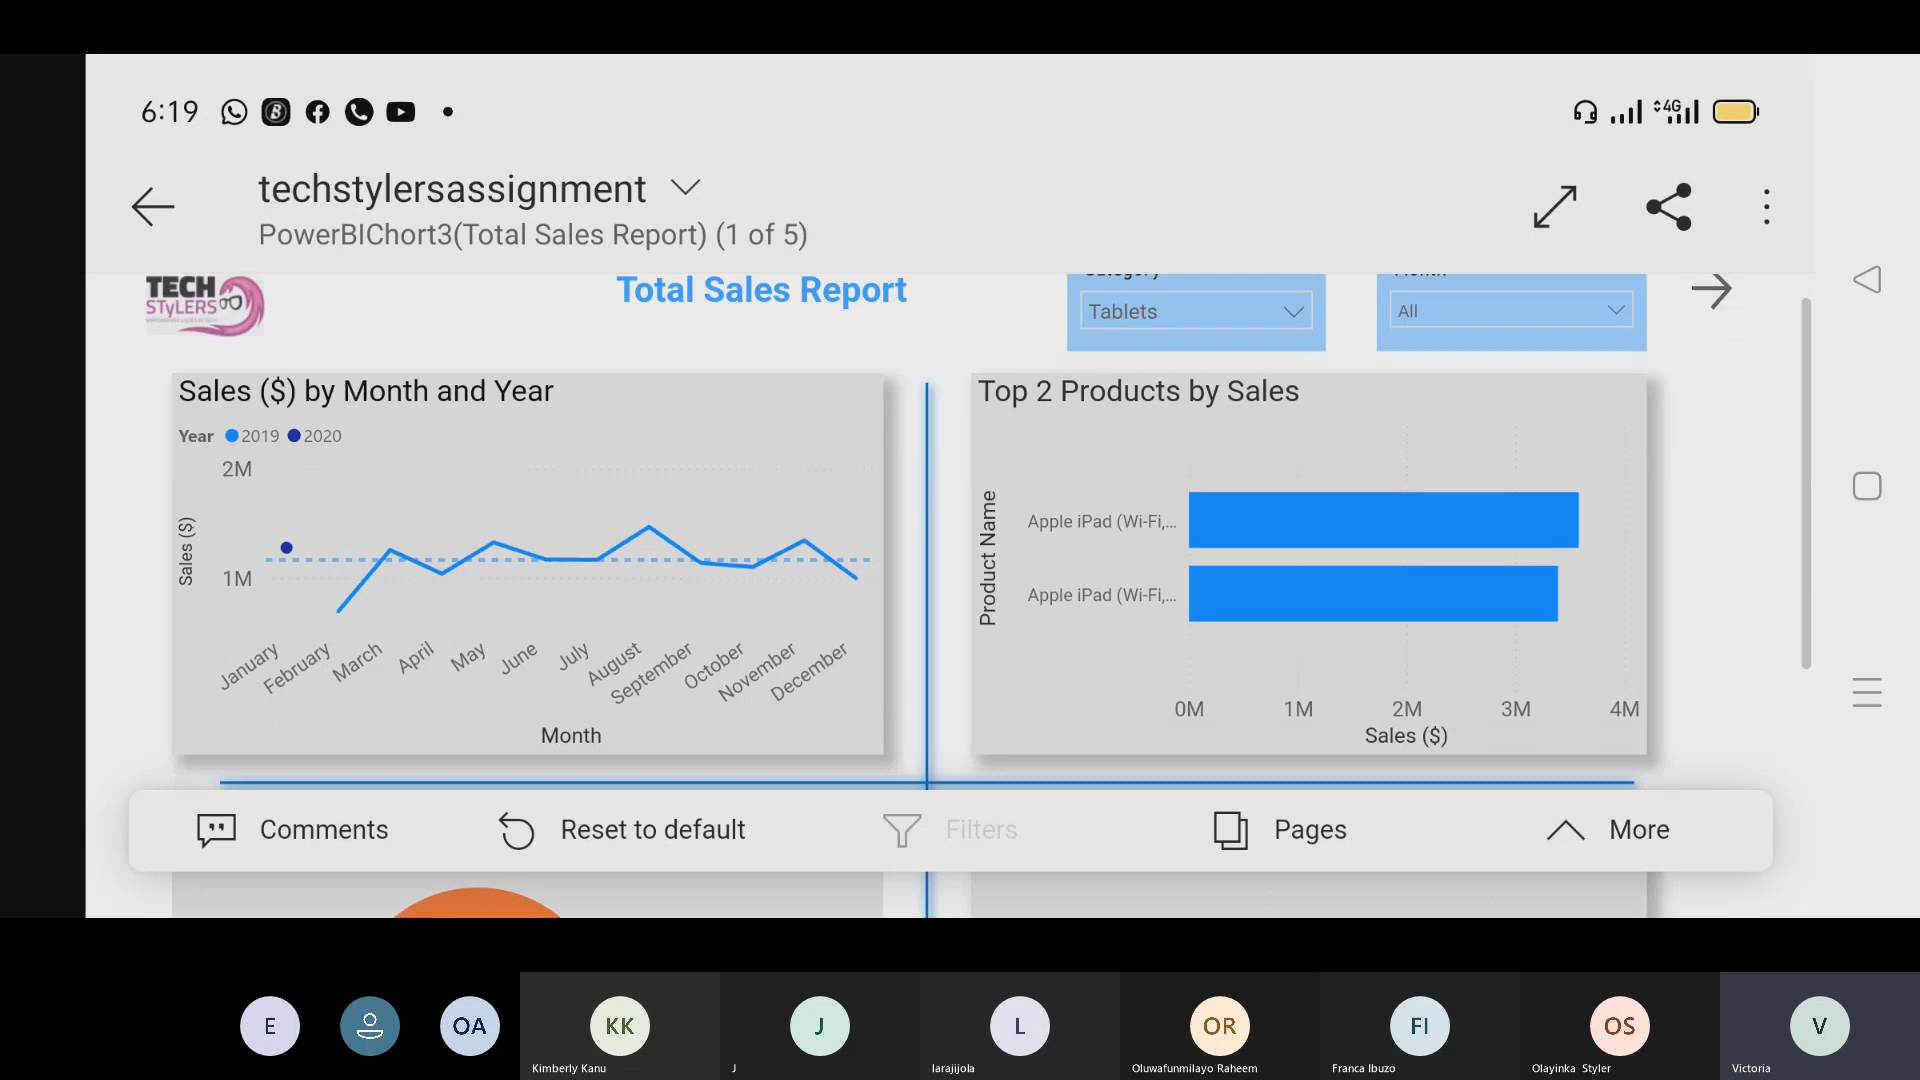 6:19
4G
techstylersassignment
PowerBIChort3(Total Sales Report) (1 of 5)
TECH
STyLERS
Total Sales Report
Category
Tablets
Month
All
Sales ($) by Month and Year
Year 2019 2020
2M
1M
Sales ($)
January
February
March
April
May
June
July
August
September
October
November
December
Month
Top 2 Products by Sales
Product Name
Apple iPad (Wi-Fi,...
Apple iPad (Wi-Fi,...
0M 1M 2M 3M 4M
Sales ($)
Comments Reset to default Filters Pages More
E OA KK J L OR FI OS V
Kimberly Kanu J larajijola Oluwafunmilayo Raheem Franca Ibuzo Olayinka Styler Victoria